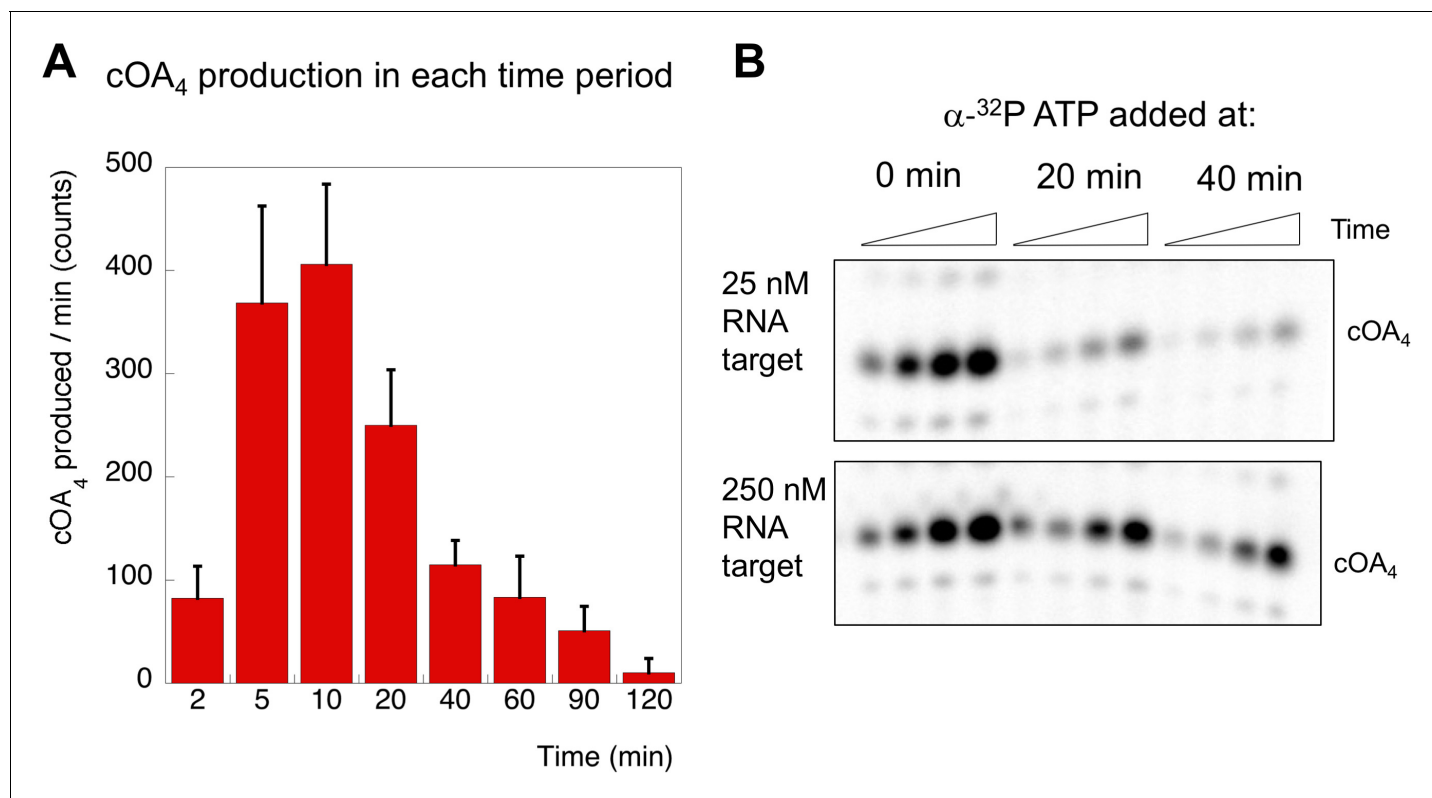 A
cOA₄ production in each time period
cOA₄ produced / min (counts)
500
400
300
200
100
0
2 5 10 20 40 60 90 120
Time (min)
B
α-³²P ATP added at:
0 min 20 min 40 min
Time
25 nM
RNA
target
cOA₄
250 nM
RNA
target
cOA₄